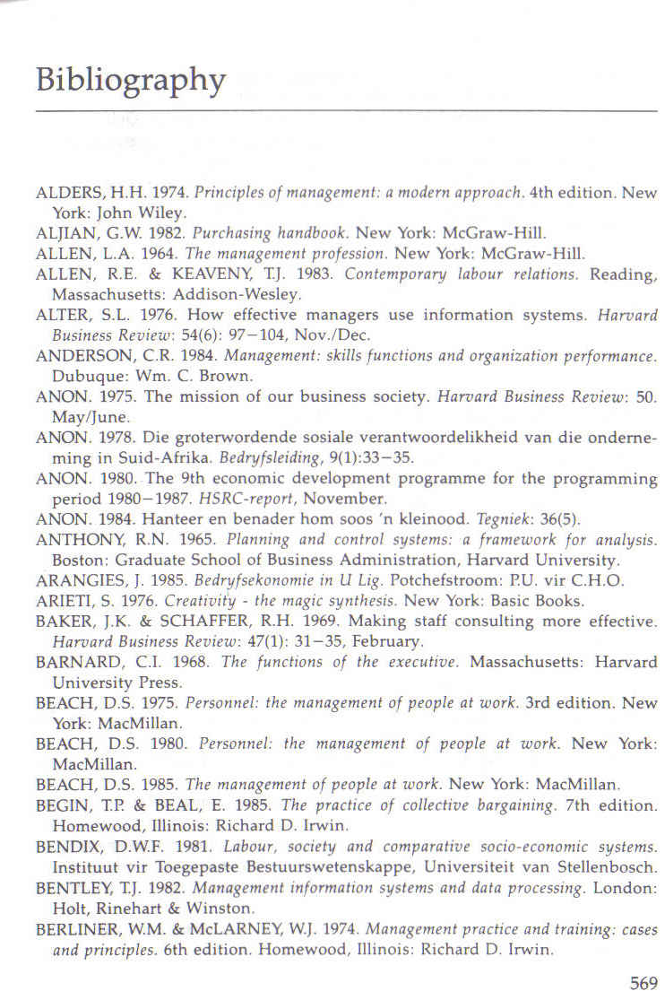 Bibliography
ALDERS, H.H. 1974. Principles of management: a modern approach. 4th edition. New
York: John Wiley.
ALJIAN, G.W. 1982. Purchasing handbook. New York: McGraw-Hill.
ALLEN, L.A. 1964. The management profession. New York: McGraw-Hill.
ALLEN, R.E. & KEAVENY, T.J. 1983. Contemporary labour relations. Reading,
Massachusetts: Addison-Wesley.
ALTER, S.L. 1976. How effective managers use information systems. Harvard
Business Review: 54(6): 97–104, Nov./Dec.
ANDERSON, C.R. 1984. Management: skills functions and organization performance.
Dubuque: Wm. C. Brown.
ANON. 1975. The mission of our business society. Harvard Business Review: 50.
May/June.
ANON. 1978. Die groterwordende sosiale verantwoordelikheid van die onderne-
ming in Suid-Afrika. Bedryfsleiding, 9(1):33–35.
ANON. 1980. The 9th economic development programme for the programming
period 1980–1987. HSRC-report, November.
ANON. 1984. Hanteer en benader hom soos 'n kleinood. Tegniek: 36(5).
ANTHONY, R.N. 1965. Planning and control systems: a framework for analysis.
Boston: Graduate School of Business Administration, Harvard University.
ARANGIES, J. 1985. Bedryfsekonomie in U Lig. Potchefstroom: P.U. vir C.H.O.
ARIETI, S. 1976. Creativity - the magic synthesis. New York: Basic Books.
BAKER, J.K. & SCHAFFER, R.H. 1969. Making staff consulting more effective.
Harvard Business Review: 47(1): 31–35, February.
BARNARD, C.I. 1968. The functions of the executive. Massachusetts: Harvard
University Press.
BEACH, D.S. 1975. Personnel: the management of people at work. 3rd edition. New
York: MacMillan.
BEACH, D.S. 1980. Personnel: the management of people at work. New York:
MacMillan.
BEACH, D.S. 1985. The management of people at work. New York: MacMillan.
BEGIN, T.P. & BEAL, E. 1985. The practice of collective bargaining. 7th edition.
Homewood, Illinois: Richard D. Irwin.
BENDIX, D.W.F. 1981. Labour, society and comparative socio-economic systems.
Instituut vir Toegepaste Bestuurswetenskappe, Universiteit van Stellenbosch.
BENTLEY, T.J. 1982. Management information systems and data processing. London:
Holt, Rinehart & Winston.
BERLINER, W.M. & McLARNEY, W.J. 1974. Management practice and training: cases
and principles. 6th edition. Homewood, Illinois: Richard D. Irwin.
569